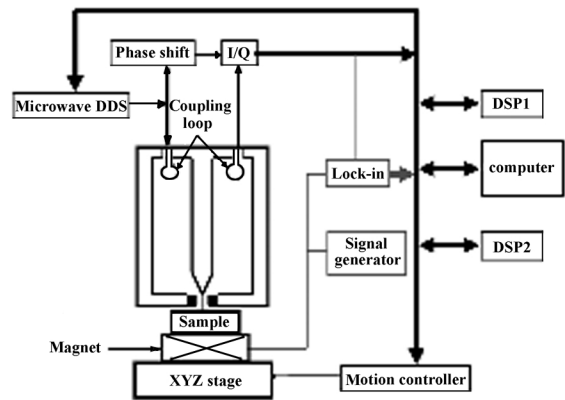 Phase shift
I/Q
Microwave DDS
Coupling
loop
DSP1
computer
Lock-in
Signal
generator
DSP2
Sample
Magnet
XYZ stage
Motion controller